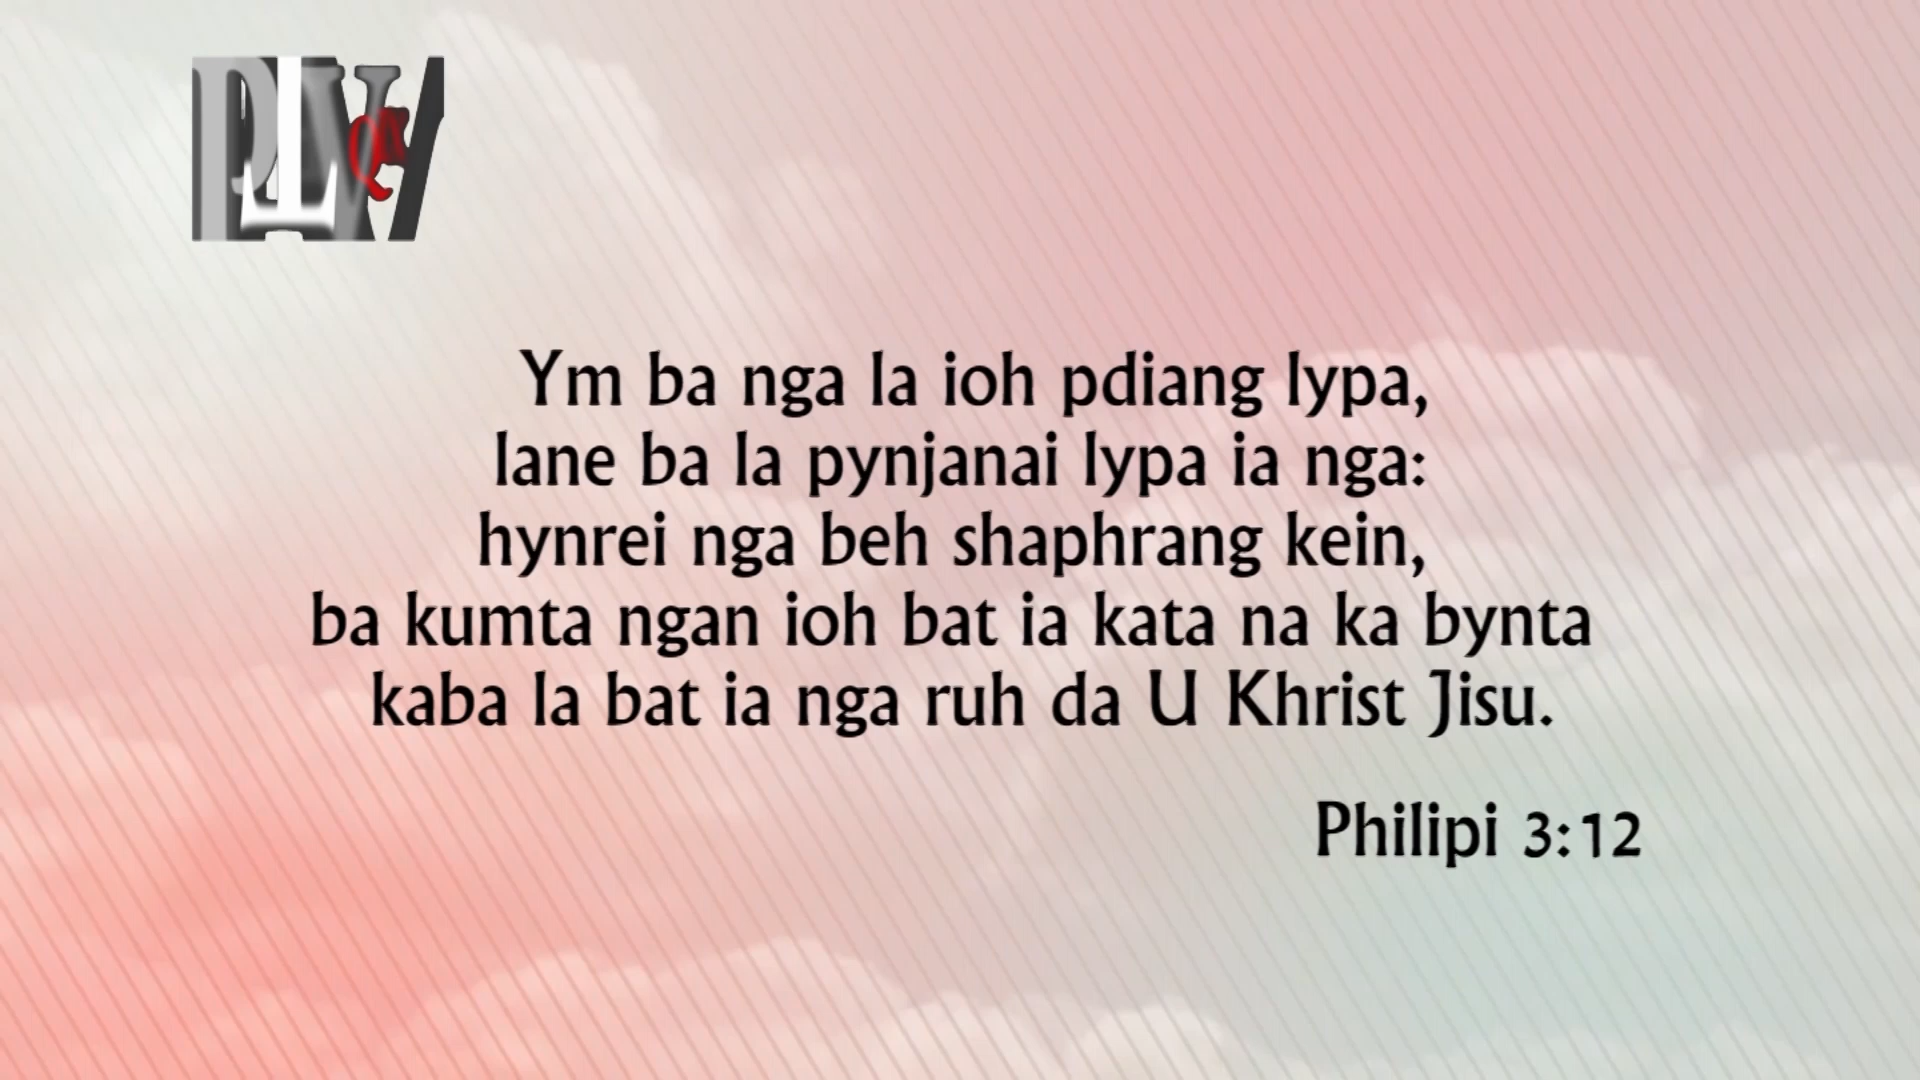 Ym ba nga la ioh pdiang lypa,
lane ba la pynjanai lypa ia nga:
hynrei nga beh shaphrang kein,
ba kumta ngan ioh bat ia kata na ka bynta
kaba la bat ia nga ruh da U Khrist Jisu.
Philipi 3:12